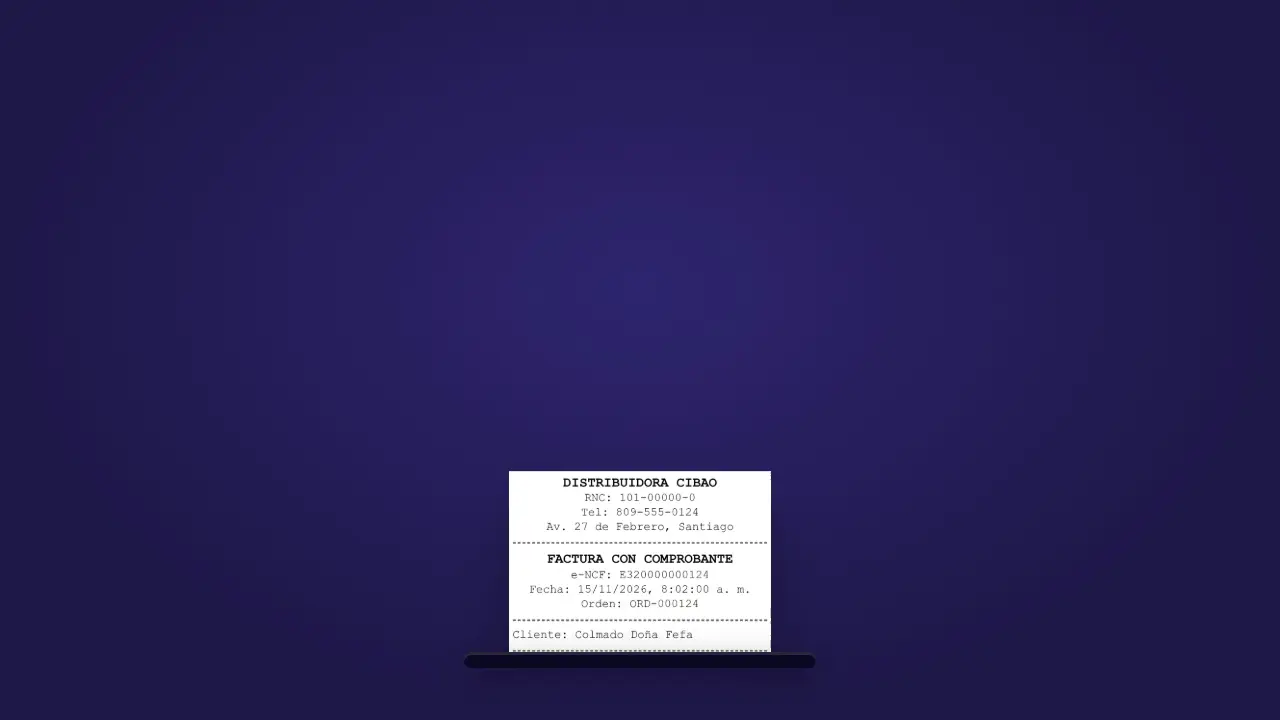 DISTRIBUIDORA CIBAO
RNC: 101-00000-0
Tel: 809-555-0124
Av. 27 de Febrero, Santiago
FACTURA CON COMPROBANTE
e-NCF: E320000000124
Fecha: 15/11/2026, 8:02:00 a. m.
Orden: ORD-000124
Cliente: Colmado Doña Fefa